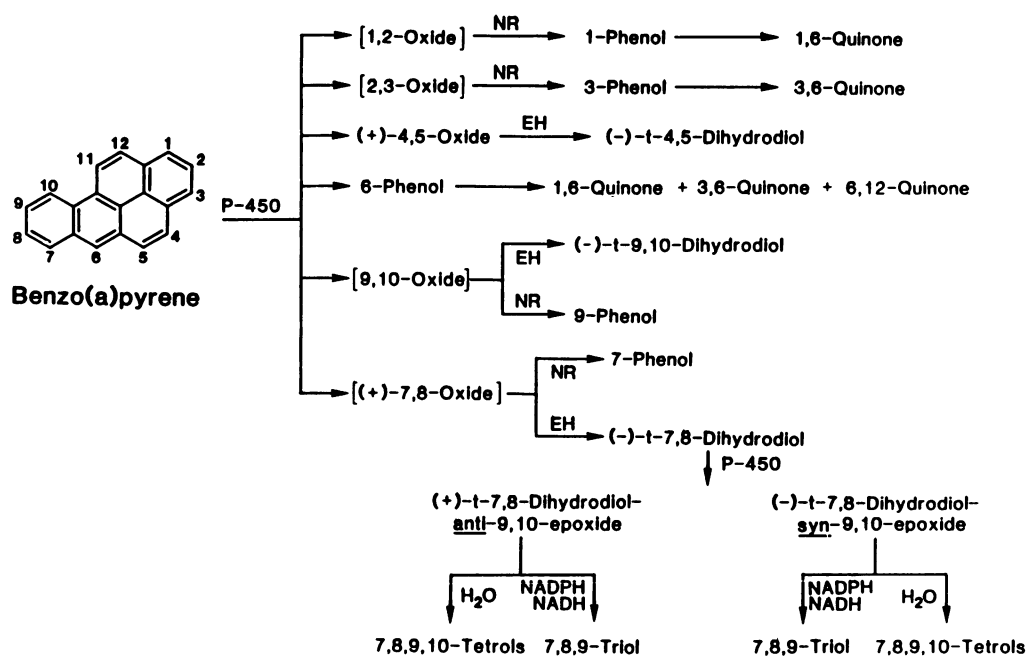 [1,2-Oxide] NR 1-Phenol 1,6-Quinone
[2,3-Oxide] NR 3-Phenol 3,6-Quinone
(+)-4,5-Oxide EH (-)-t-4,5-Dihydrodiol
6-Phenol 1,6-Quinone + 3,6-Quinone + 6,12-Quinone
12 1
11 2
10
9 3
8 4
7 6 5
Benzo(a)pyrene
P-450
[9,10-Oxide]
EH (-)-t-9,10-Dihydrodiol
NR 9-Phenol
[(+)-7,8-Oxide]
NR 7-Phenol
EH (-)-t-7,8-Dihydrodiol
P-450
(+)-t-7,8-Dihydrodiol-
anti-9,10-epoxide
(-)-t-7,8-Dihydrodiol-
syn-9,10-epoxide
H2O NADPH
NADH
NADPH H2O
NADH
7,8,9,10-Tetrols 7,8,9-Triol 7,8,9-Triol 7,8,9,10-Tetrols